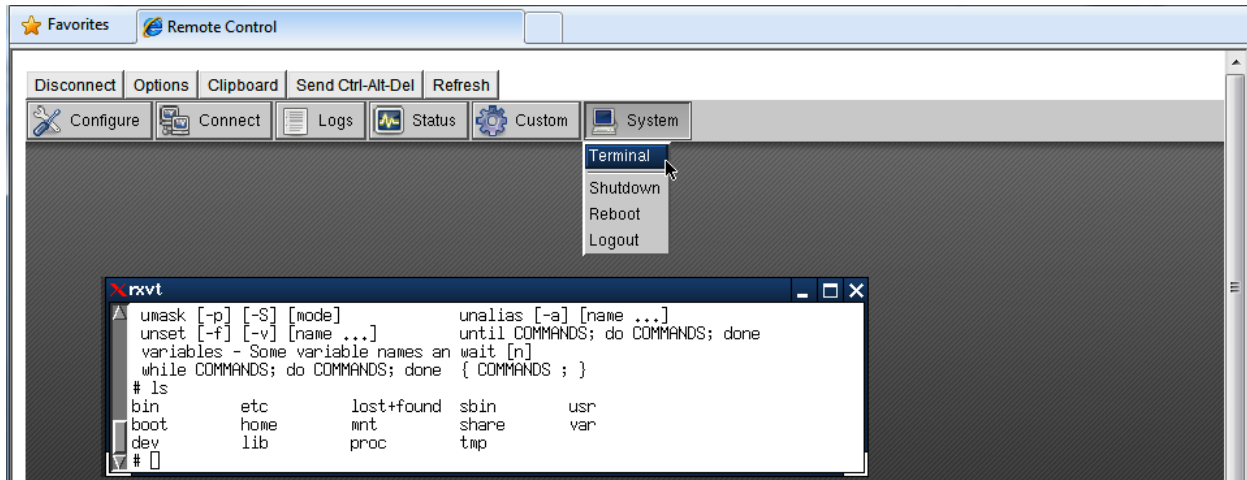 Favorites Remote Control
Disconnect Options Clipboard Send Ctrl-Alt-Del Refresh
Configure Connect Logs Status Custom System
Terminal
Shutdown
Reboot
Logout
rxvt
umask [-p] [-S] [mode] unalias [-a] [name ...]
unset [-f] [-v] [name ...] until COMMANDS; do COMMANDS; done
variables - Some variable names an wait [n]
while COMMANDS; do COMMANDS; done { COMMANDS ; }
# ls
bin etc lost+found sbin usr
boot home mnt share var
dev lib proc tmp
#